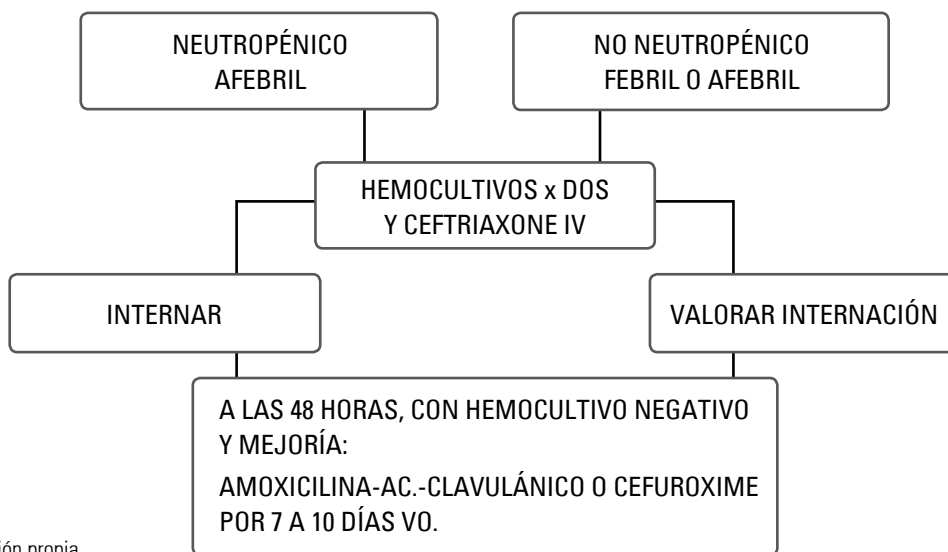 NEUTROPÉNICO
AFEBRIL
NO NEUTROPÉNICO
FEBRIL O AFEBRIL
HEMOCULTIVOS x DOS
Y CEFTRIAXONE IV
INTERNAR
VALORAR INTERNACIÓN
A LAS 48 HORAS, CON HEMOCULTIVO NEGATIVO
Y MEJORÍA:
AMOXICILINA-AC.-CLAVULÁNICO O CEFUROXIME
POR 7 A 10 DÍAS VO.
propia